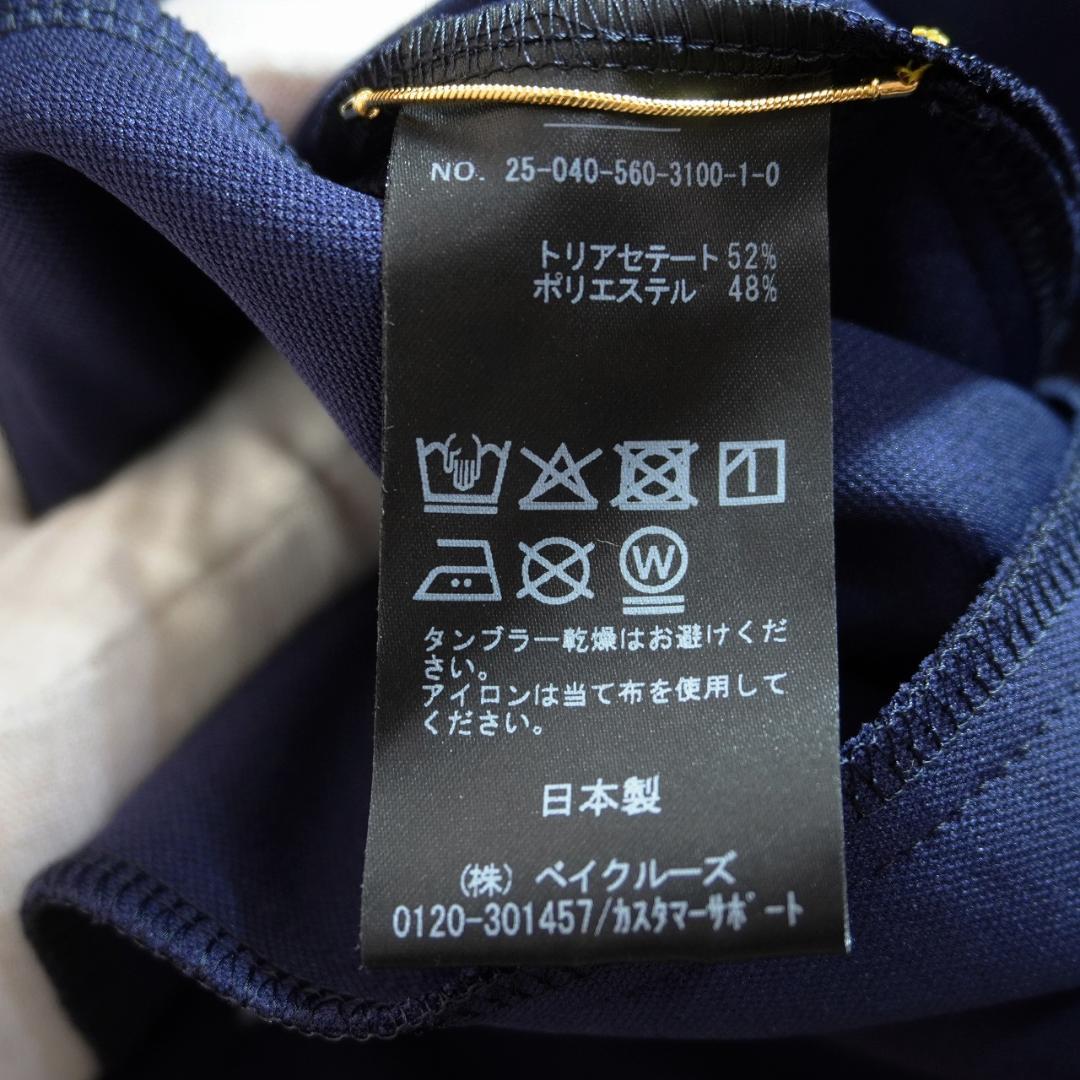 NO. 25-040-560-3100-1-0
トリアセテート 52%
ポリエステル 48%
W
タンブラー乾燥はお避けくだ
さい。
アイロンは当て布を使用して
ください。
日本製
(株) ベイクルーズ
0120-301457/カスタマーサポート